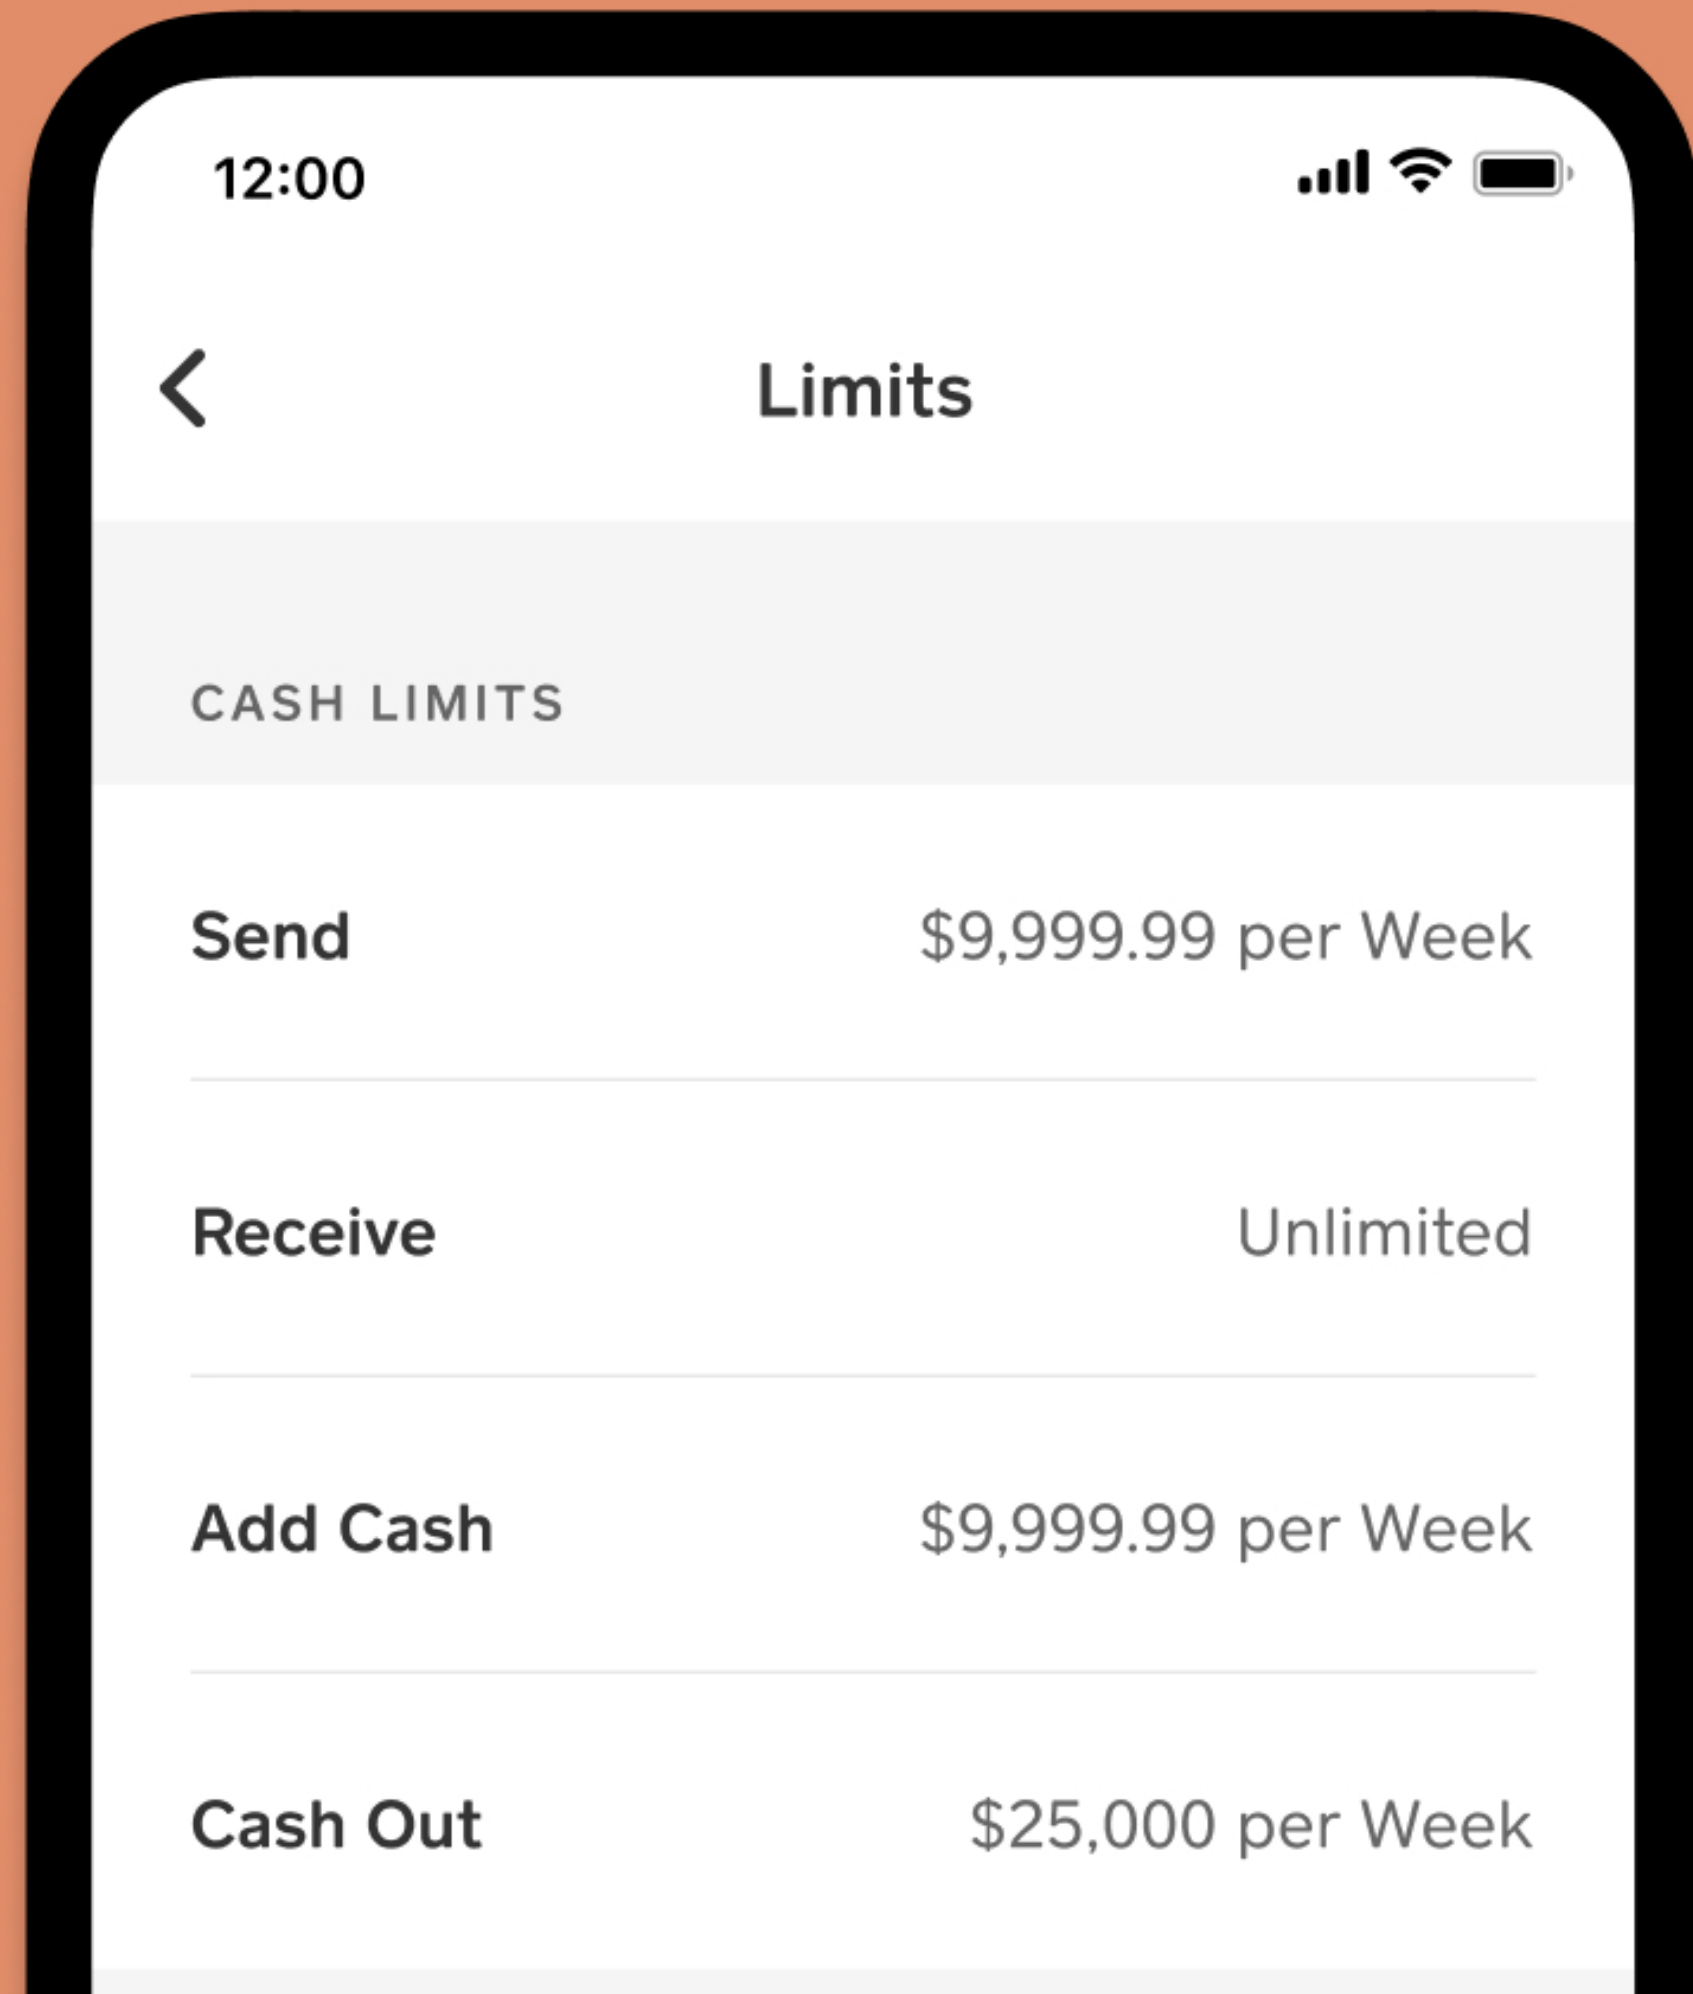 12:00
Limits
CASH LIMITS
Send $9,999.99 per Week
Receive Unlimited
Add Cash $9,999.99 per Week
Cash Out $25,000 per Week